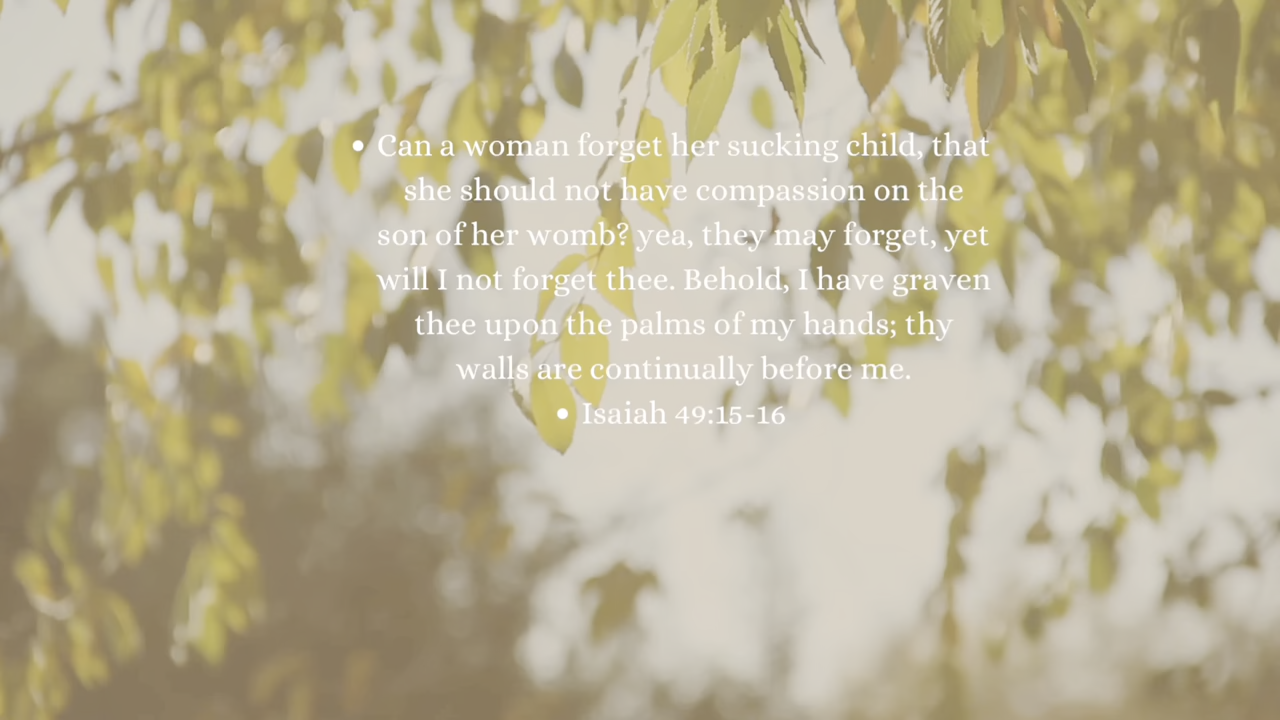 • Can a woman forget her sucking child, that
she should not have compassion on the
son of her womb? yea, they may forget, yet
will I not forget thee. Behold, I have graven
thee upon the palms of my hands; thy
walls are continually before me.
• Isaiah 49:15-16